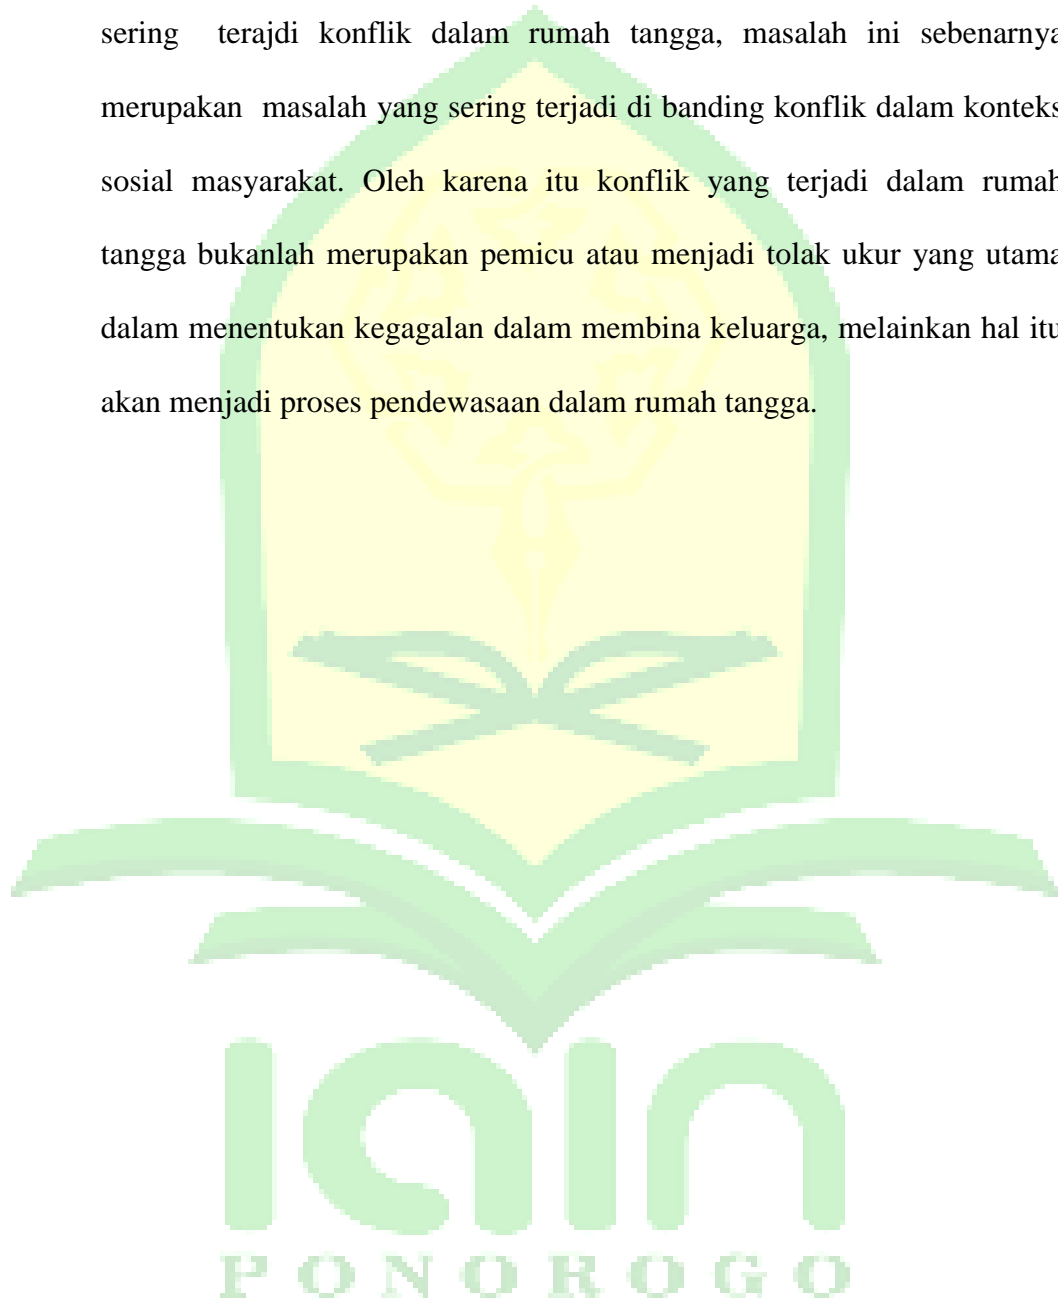 sering terajdi konflik dalam rumah tangga, masalah ini sebenarnya
merupakan masalah yang sering terjadi di banding konflik dalam konteks
sosial masyarakat. Oleh karena itu konflik yang terjadi dalam rumah
tangga bukanlah merupakan pemicu atau menjadi tolak ukur yang utama
dalam menentukan kegagalan dalam membina keluarga, melainkan hal itu
akan menjadi proses pendewasaan dalam rumah tangga.
iain
PONOROGO